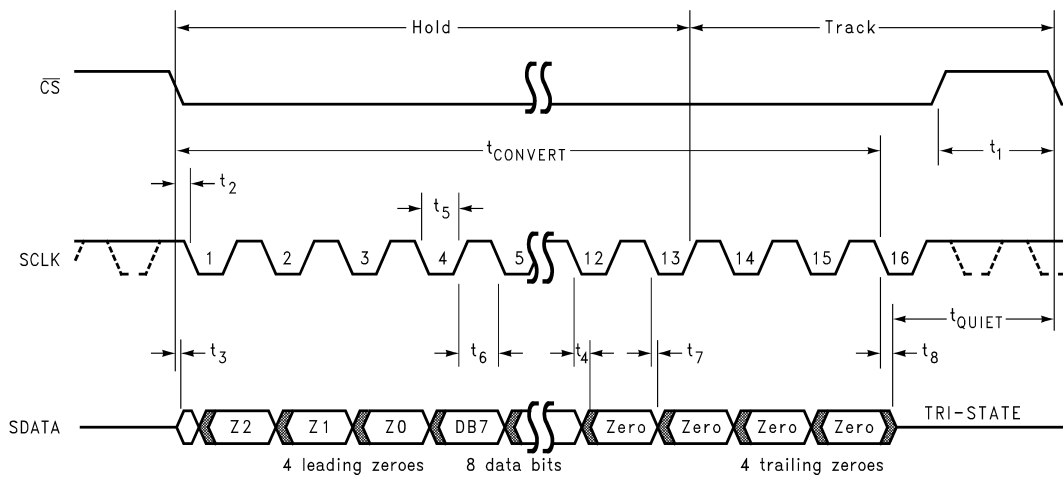 Hold Track
C̅S̅
tCONVERT
t1
t2
t5
SCLK 1 2 3 4 5 12 13 14 15 16
tQUIET
t3 t6 t4 t7 t8
SDATA Z2 Z1 Z0 DB7 Zero Zero Zero Zero TRI-STATE
4 leading zeroes 8 data bits 4 trailing zeroes